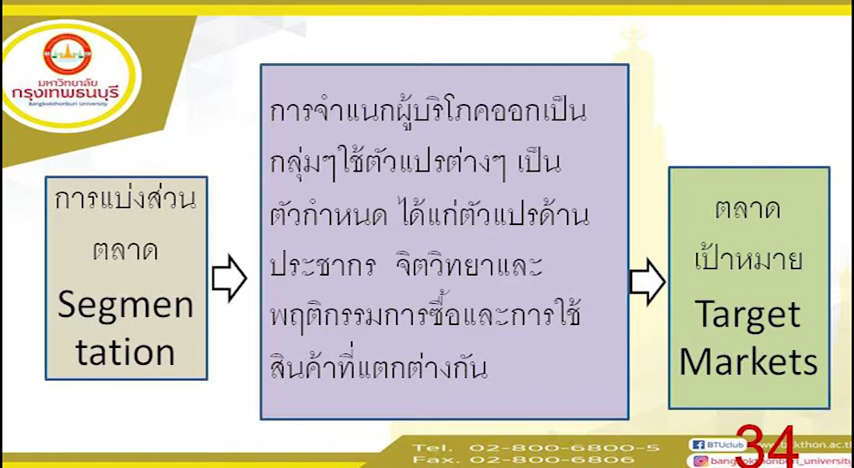 มหาวิทยาลัย
กรุงเทพธนบุรี
Bangkokthonburi University
การแบ่งส่วน
ตลาด
Segmen
tation
การจำแนกผู้บริโภคออกเป็น
กลุ่มๆใช้ตัวแปรต่างๆ เป็น
ตัวกำหนด ได้แก่ตัวแปรด้าน
ประชากร จิตวิทยาและ
พฤติกรรมการซื้อและการใช้
สินค้าที่แตกต่างกัน
ตลาด
เป้าหมาย
Target
Markets
Tel. 02-800-6800-5
Fax. 02-800-6806
BTUclub
34